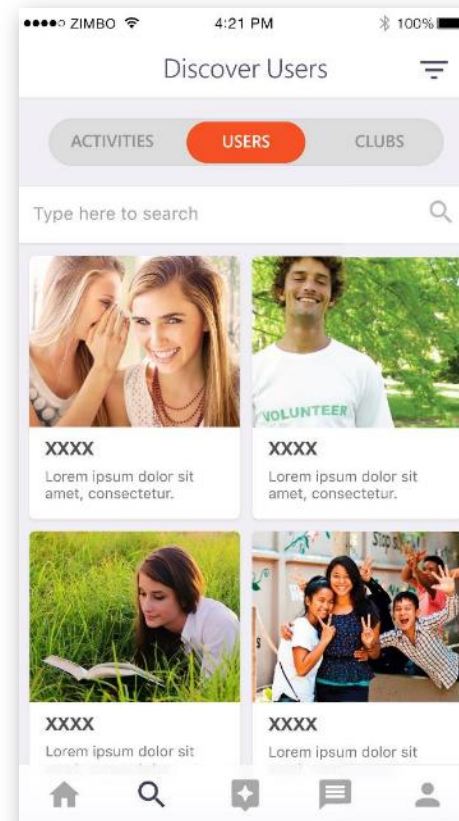 ZIMBO 4:21 PM 100%
Discover Users
ACTIVITIES USERS CLUBS
Type here to search
VOLUNTEER
XXXX
Lorem ipsum dolor sit
amet, consectetur.
XXXX
Lorem ipsum dolor sit
amet, consectetur.
Stop
XXXX
Lorem ipsum dolor sit
XXXX
Lorem ipsum dolor sit